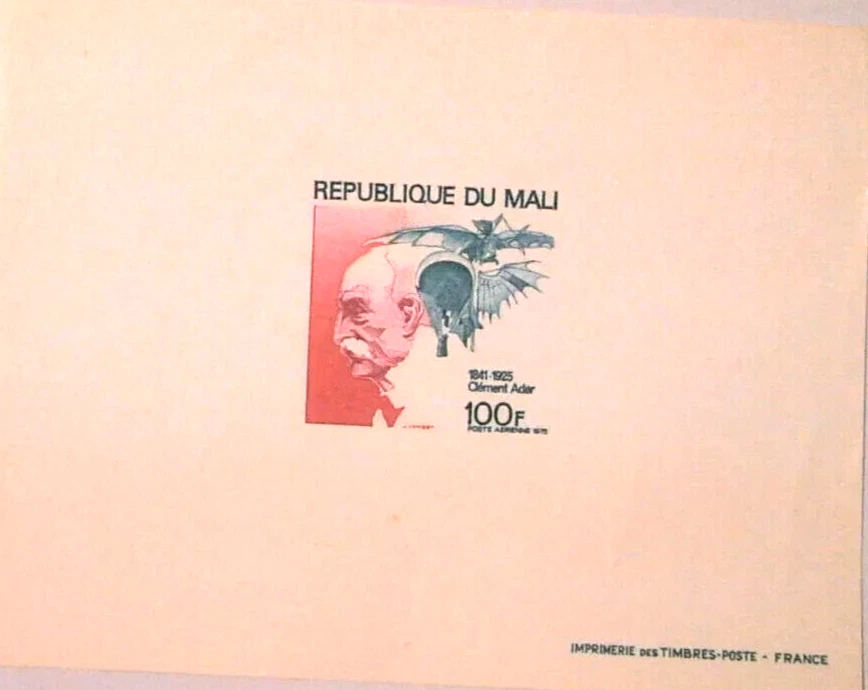 REPUBLIQUE DU MALI
1841-1925
Clément Ader
100F
POSTE AERIENNE 1975
IMPRIMERIE DES TIMBRES-POSTE - FRANCE